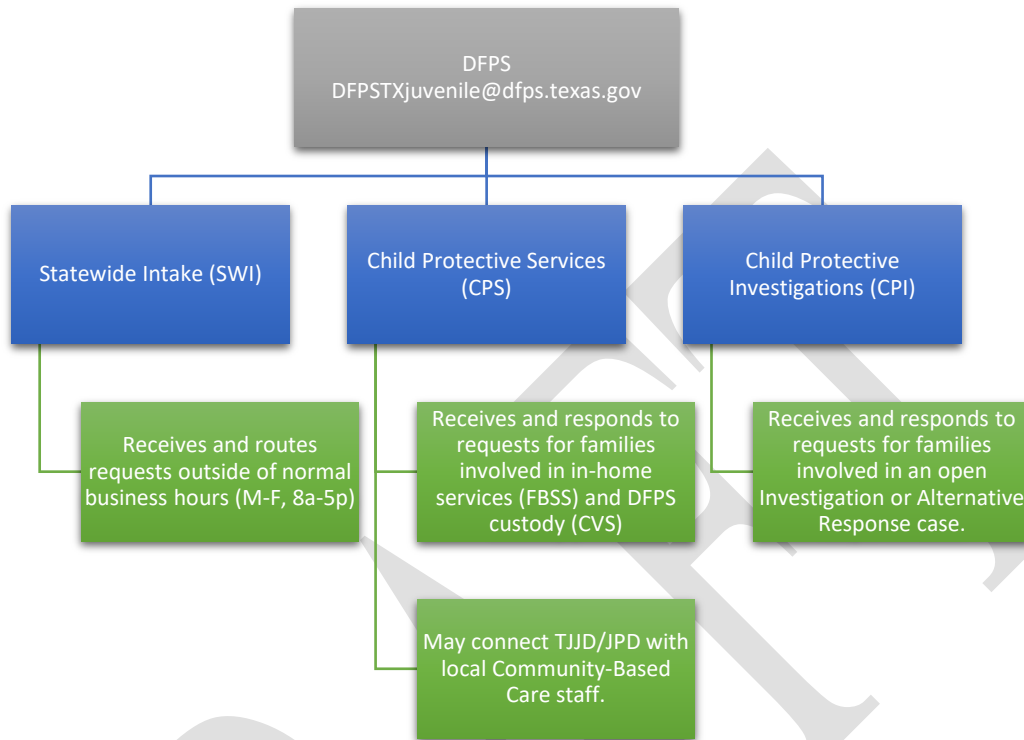 DFPS
DFPSTXjuvenile@dfps.texas.gov
Statewide Intake (SWI)
Child Protective Services
(CPS)
Child Protective
Investigations (CPI)
Receives and routes
requests outside of normal
business hours (M-F, 8a-5p)
Receives and responds to
requests for families
involved in in-home
services (FBSS) and DFPS
custody (CVS)
Receives and responds to
requests for families
involved in an open
Investigation or Alternative
Response case.
May connect TJJD/JPD with
local Community-Based
Care staff.